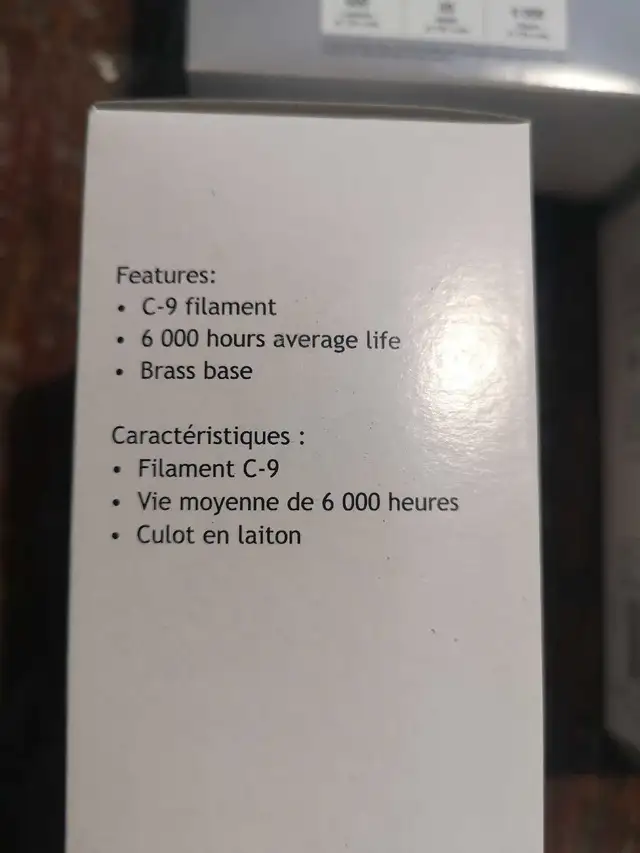 Features:
• C-9 filament
• 6 000 hours average life
• Brass base
Caractéristiques :
• Filament C-9
• Vie moyenne de 6 000 heures
• Culot en laiton